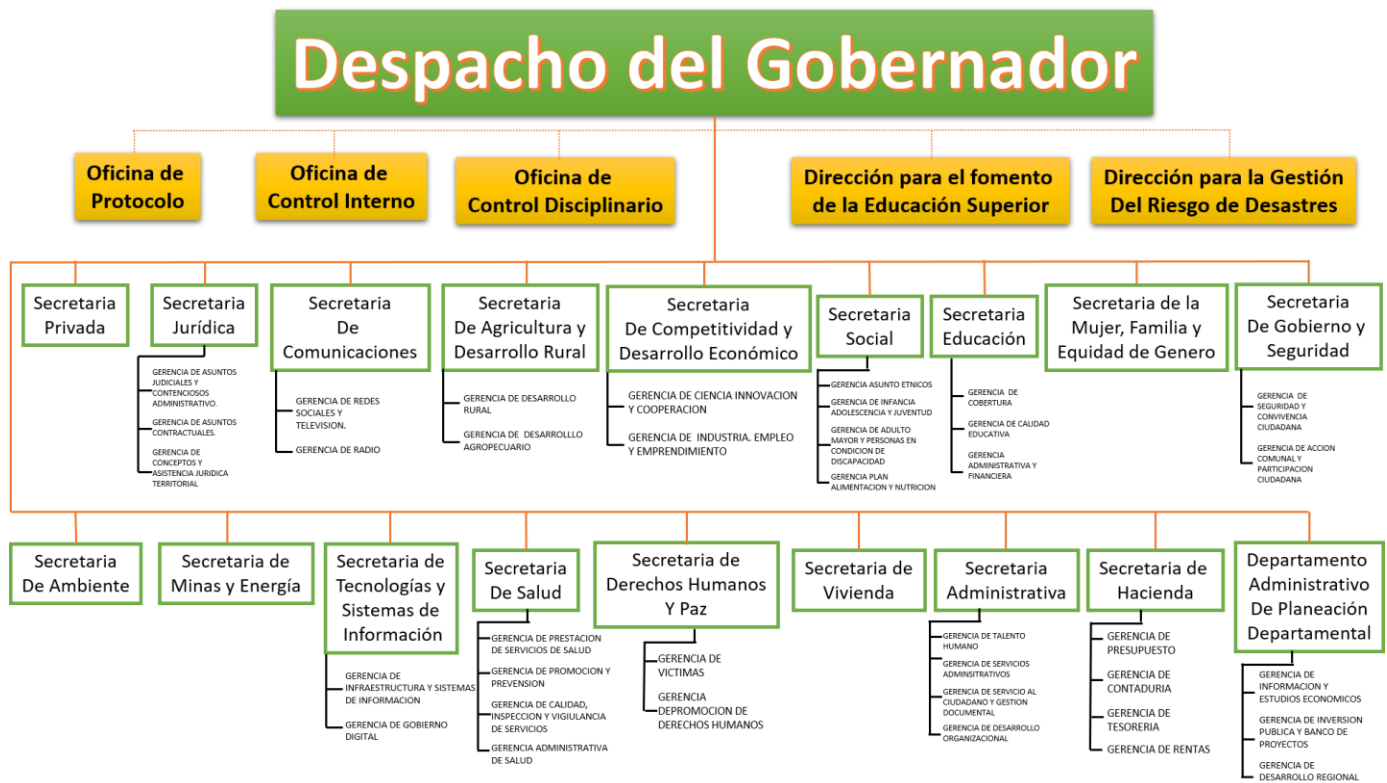 Despacho del Gobernador
Oficina de
Protocolo
Oficina de
Control Interno
Oficina de
Control Disciplinario
Dirección para el fomento
de la Educación Superior
Dirección para la Gestión
Del Riesgo de Desastres
Secretaria
Privada
Secretaria
Jurídica
GERENCIA DE ASUNTOS
JUDICIALES Y
CONTENCIOSOS
ADMINISTRATIVO.
GERENCIA DE ASUNTOS
CONTRACTUALES.
GERENCIA DE
CONCEPTOS Y
ASISTENCIA JURIDICA
TERRITORIAL
Secretaria
De
Comunicaciones
GERENCIA DE REDES
SOCIALES Y
TELEVISION.
GERENCIA DE RADIO
Secretaria
De Agricultura y
Desarrollo Rural
GERENCIA DE DESARROLLO
RURAL
GERENCIA DE DESARROLLLO
AGROPECUARIO
Secretaria
De Competitividad y
Desarrollo Económico
GERENCIA DE CIENCIA INNOVACION
Y COOPERACION
GERENCIA DE INDUSTRIA. EMPLEO
Y EMPRENDIMIENTO
Secretaria
Social
GERENCIA ASUNTO ETNICOS
GERENCIA DE INFANCIA
ADOLESCENCIA Y JUVENTUD
GERENCIA DE ADULTO
MAYOR Y PERSONAS EN
CONDICION DE
DISCAPACIDAD
GERENCIA PLAN
ALIMENTACION Y NUTRICION
Secretaria
Educación
GERENCIA DE
COBERTURA
GERENCIA DE CALIDAD
EDUCATIVA
GERENCIA
ADMINISTRATIVA Y
FINANCIERA
Secretaria de la
Mujer, Familia y
Equidad de Genero
Secretaria
De Gobierno y
Seguridad
GERENCIA DE
SEGURIDAD Y
CONVIVENCIA
CIUDADANA
GERENCIA DE ACCION
COMUNAL Y
PARTICIPACION
CIUDADANA
Secretaria
De Ambiente
Secretaria de
Minas y Energía
Secretaria de
Tecnologías y
Sistemas de
Información
GERENCIA DE
INFRAESTRUCTURA Y SISTEMAS
DE INFORMACION
GERENCIA DE GOBIERNO
DIGITAL
Secretaria
De Salud
GERENCIA DE PRESTACION
DE SERVICIOS DE SALUD
GERENCIA DE PROMOCION Y
PREVENSION
GERENCIA DE CALIDAD,
INSPECCION Y VIGIULANCIA
DE SERVICIOS
GERENCIA ADMINISTRATIVA
DE SALUD
Secretaria de
Derechos Humanos
Y Paz
GERENCIA DE
VICTIMAS
GERENCIA
DEPROMOCION DE
DERECHOS HUMANOS
Secretaria de
Vivienda
Secretaria
Administrativa
GERENCIA DE TALENTO
HUMANO
GERENCIA DE SERVICIOS
ADMINSITRATIVOS
GERENCIA DE SERVICIO AL
CIUDADANO Y GESTION
DOCUMENTAL
GERENCIA DE DESARROLLO
ORGANIZACIONAL
Secretaria de
Hacienda
GERENCIA DE
PRESUPUESTO
GERENCIA DE
CONTADURIA
GERENCIA DE
TESORERIA
GERENCIA DE RENTAS
Departamento
Administrativo
De Planeación
Departamental
GERENCIA DE
INFORMACION Y
ESTUDIOS ECONOMICOS
GERENCIA DE INVERSION
PUBLICA Y BANCO DE
PROYECTOS
GERENCIA DE
DESARROLLO REGIONAL